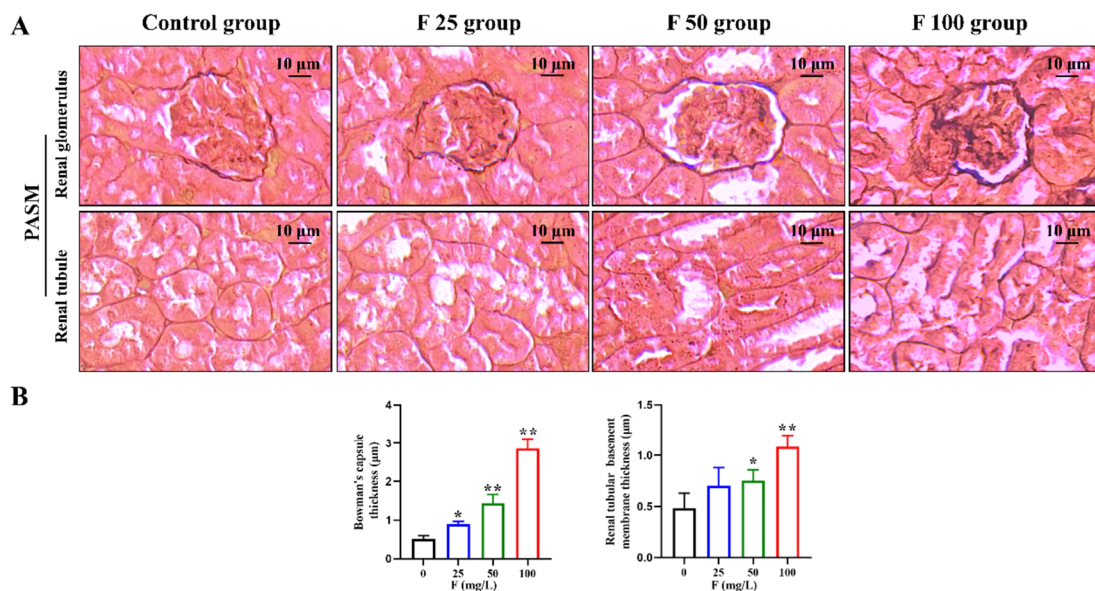 A
Control group
F 25 group
F 50 group
F 100 group
PASM
Renal glomerulus
10 μm
10 μm
10 μm
10 μm
Renal tubule
10 μm
10 μm
10 μm
10 μm
B
Bowman's capsule
thickness (μm)
4
3
2
1
0
*
**
**
0
25
50
100
F (mg/L)
Renal tubular basement
membrane thickness (μm)
1.5
1.0
0.5
0.0
*
**
0
25
50
100
F (mg/L)